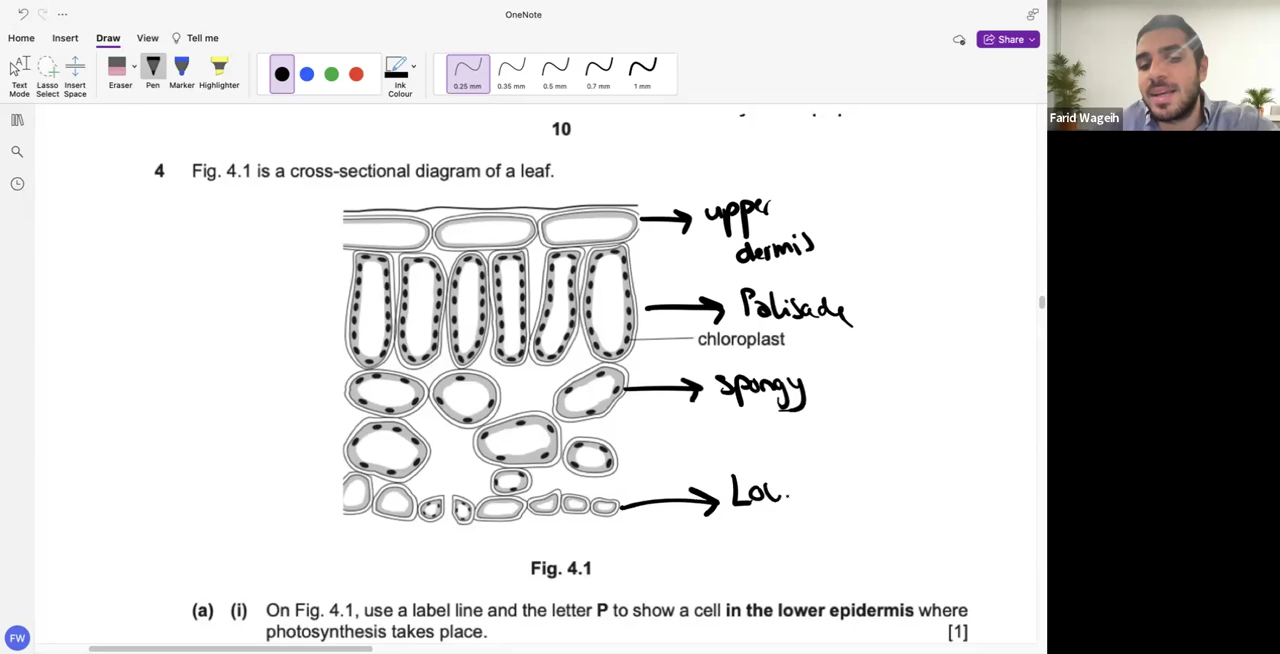 OneNote
Home Insert Draw View Tell me
Share
Text Mode
Lasso Select
Insert Space
Eraser
Pen
Marker
Highlighter
Ink Colour
0.25 mm
0.35 mm
0.5 mm
0.7 mm
1 mm
Farid Wageih
10
4 Fig. 4.1 is a cross-sectional diagram of a leaf.
upper
dermis
Palisade
chloroplast
spongy
Fig. 4.1
(a) (i) On Fig. 4.1, use a label line and the letter P to show a cell in the lower epidermis where
photosynthesis takes place. [1]
FW